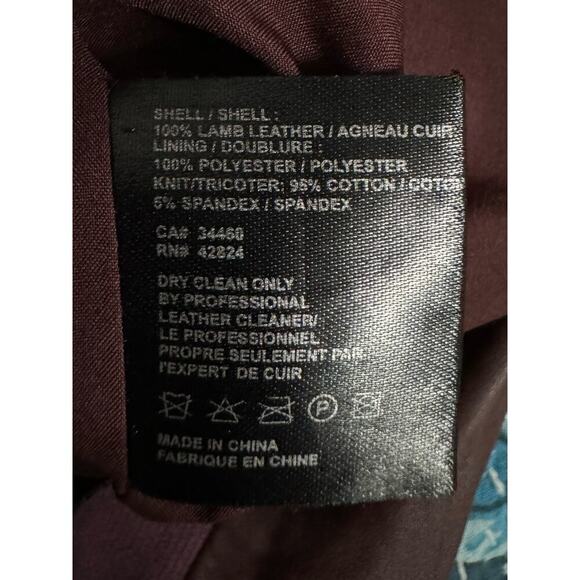 SHELL / SHELL :
100% LAMB LEATHER / AGNEAU CUIR
LINING / DOUBLURE :
100% POLYESTER / POLYESTER
KNIT/TRICOTER: 95% COTTON / COTON
5% SPANDEX / SPANDEX
CA# 34460
RN# 42824
DRY CLEAN ONLY
BY PROFESSIONAL
LEATHER CLEANER/
LE PROFESSIONNEL
PROPRE SEULEMENT PAR
l'EXPERT DE CUIR
P
MADE IN CHINA
FABRIQUE EN CHINE